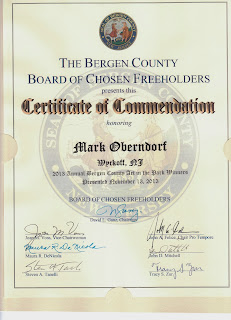 THE BERGEN COUNTY
BOARD OF CHOSEN FREEHOLDERS
presents this
Certificate of Commendation
honoring
Mark Oberndorf
Wyckoff, NJ
2013 Annual Bergen County Art in the Park Winners
Presented November 13, 2013
BOARD OF CHOSEN FREEHOLDERS
David L. Ganz, Chairman
Joan M. Voss, Vice Chairwoman
John A. Felice, Chair Pro Tempore
Maura R. DeNicola
John D. Mitchell
Steven A. Tanelli
Tracy S. Zur